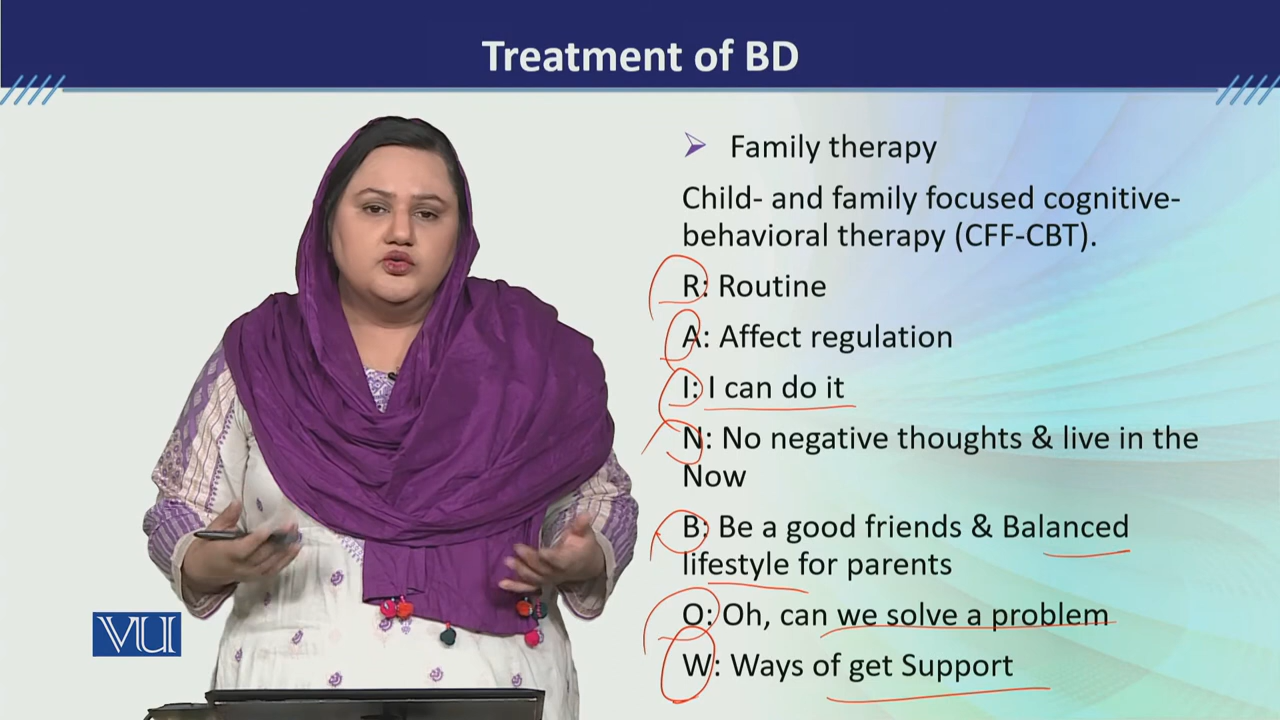 Treatment of BD
➢ Family therapy
Child- and family focused cognitive-
behavioral therapy (CFF-CBT).
R: Routine
A: Affect regulation
I: I can do it
N: No negative thoughts & live in the
Now
B: Be a good friends & Balanced
lifestyle for parents
O: Oh, can we solve a problem
W: Ways of get Support
VU